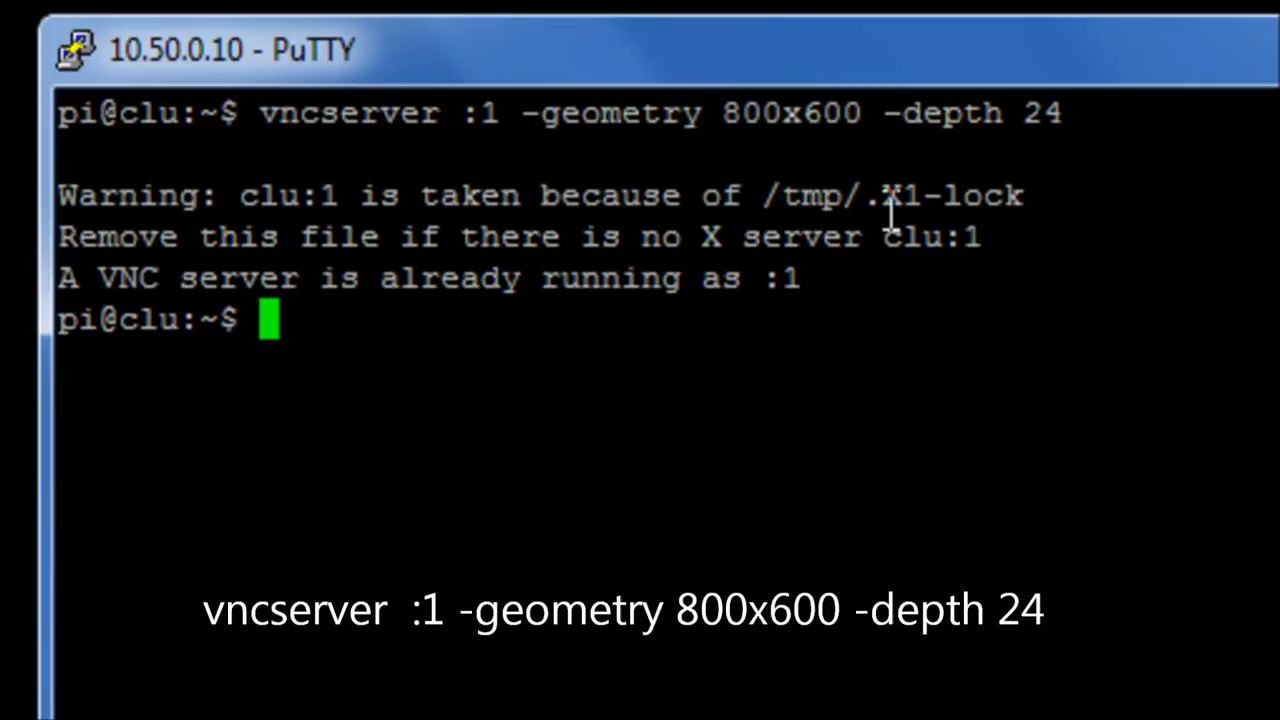 10.50.0.10 - PuTTY
pi@clu:~$ vncserver :1 -geometry 800x600 -depth 24
Warning: clu:1 is taken because of /tmp/.X1-lock
Remove this file if there is no X server clu:1
A VNC server is already running as :1
pi@clu:~$
vncserver :1 -geometry 800x600 -depth 24